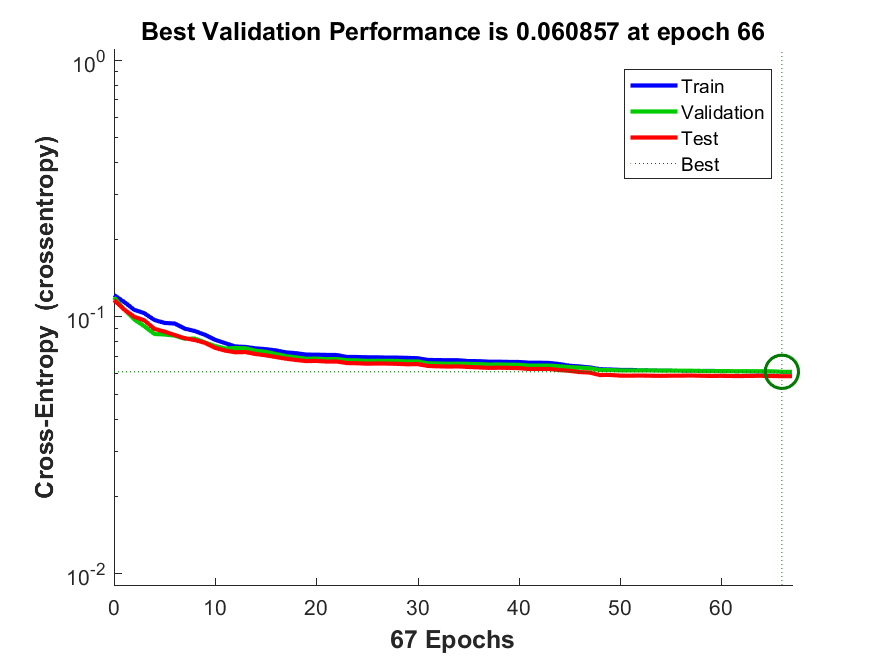 Best Validation Performance is 0.060857 at epoch 66
10^0
10^-1
10^-2
Cross-Entropy (crossentropy)
Train
Validation
Test
Best
0 10 20 30 40 50 60
67 Epochs